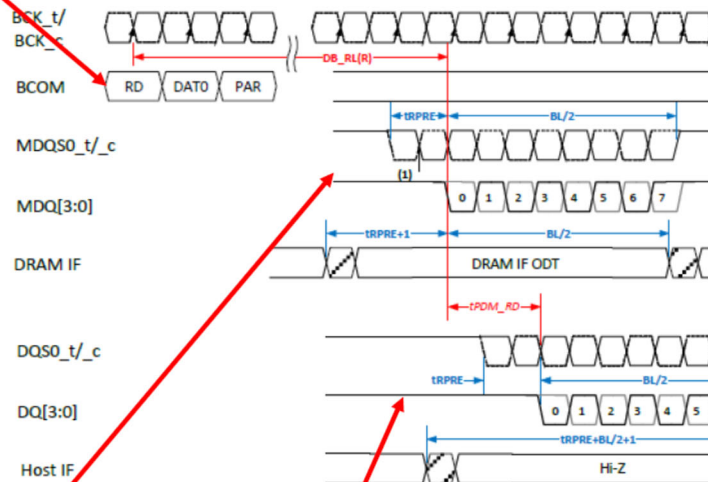 BCK_t/
BCK_c
DB_RL(R)
BCOM RD DAT0 PAR
tRPRE BL/2
MDQS0_t/_c
(1)
MDQ[3:0] 0 1 2 3 4 5 6 7
tRPRE+1 BL/2
DRAM IF DRAM IF ODT
tPDM_RD
DQS0_t/_c
tRPRE BL/2
DQ[3:0] 0 1 2 3 4 5
tRPRE+BL/2+1
Host IF Hi-Z